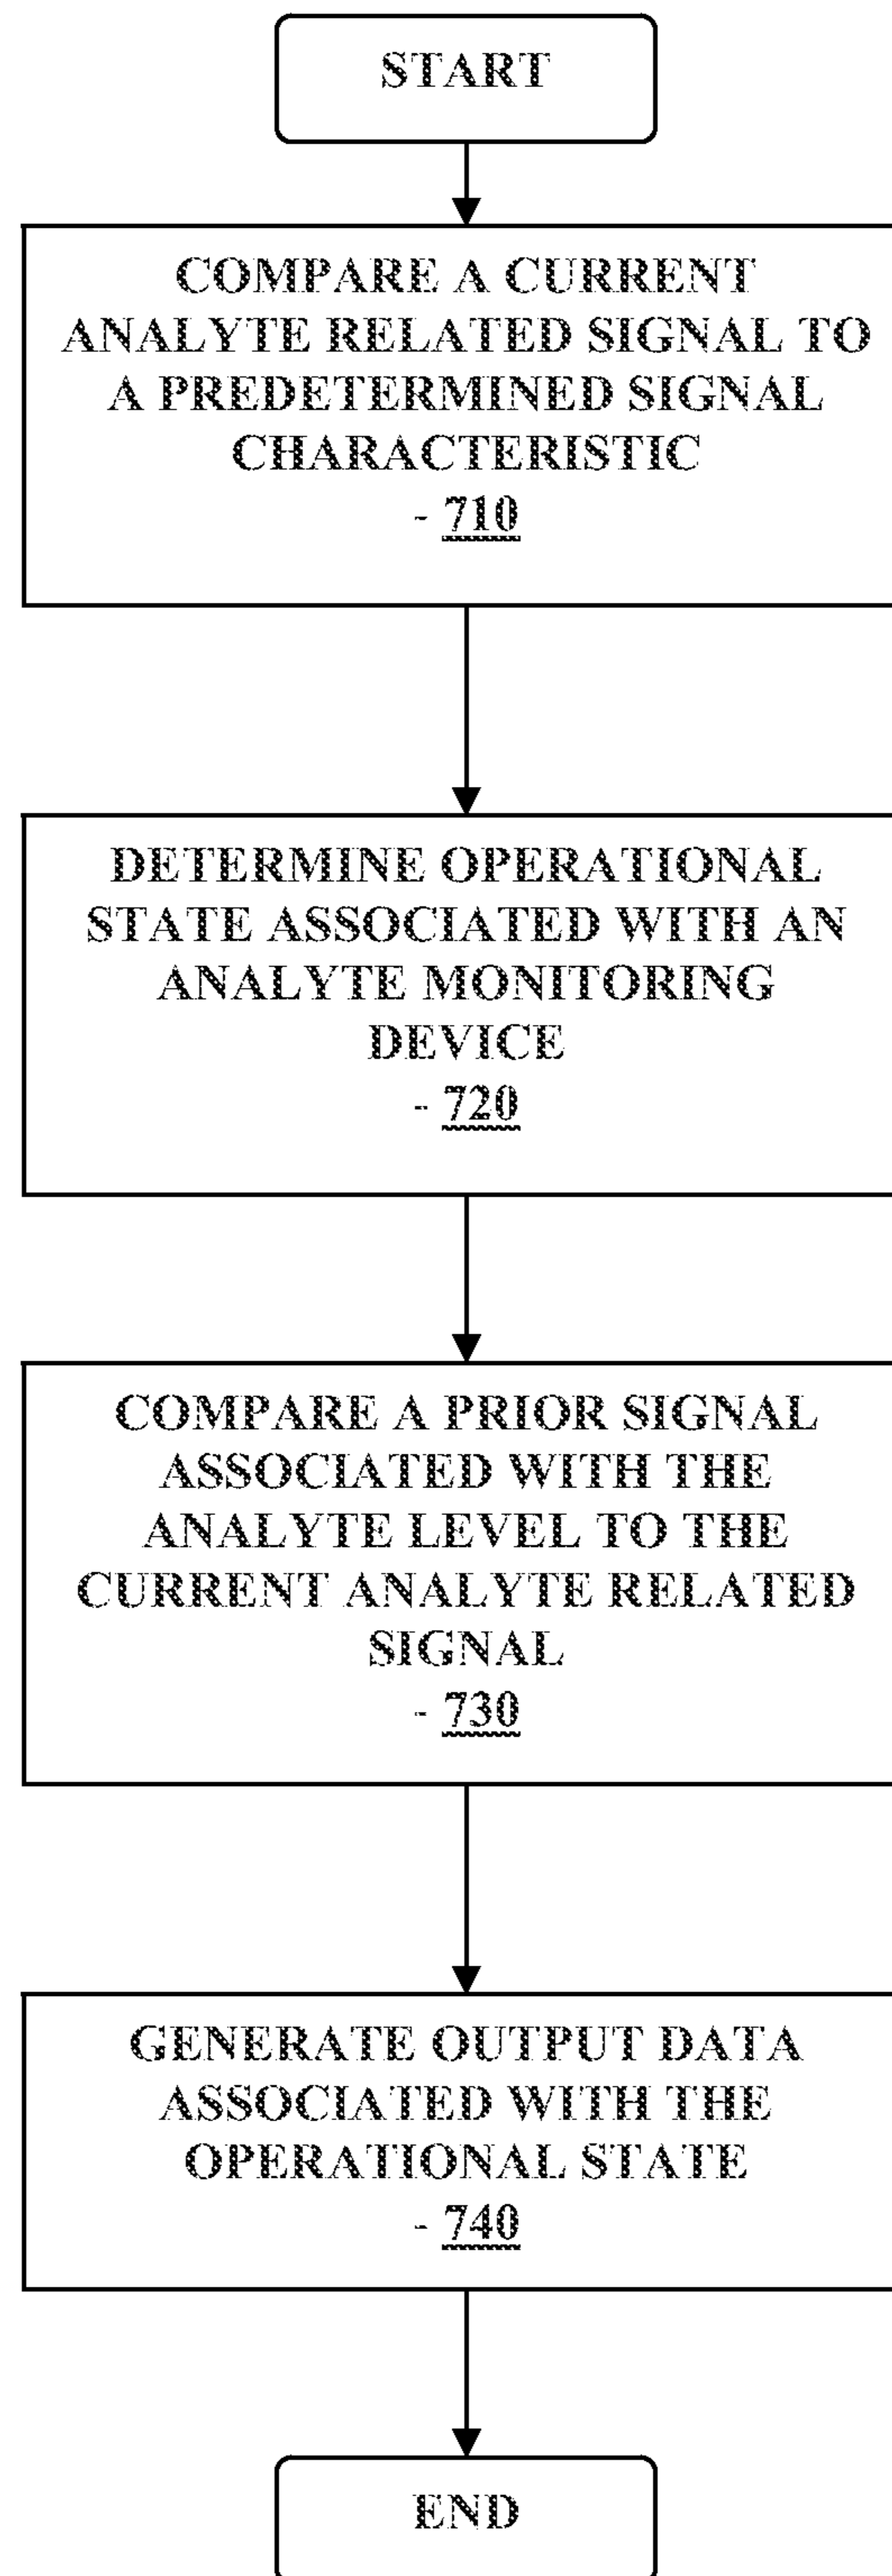 START
COMPARE A CURRENT
ANALYTE RELATED SIGNAL TO
A PREDETERMINED SIGNAL
CHARACTERISTIC
- 710
DETERMINE OPERATIONAL
STATE ASSOCIATED WITH AN
ANALYTE MONITORING
DEVICE
- 720
COMPARE A PRIOR SIGNAL
ASSOCIATED WITH THE
ANALYTE LEVEL TO THE
CURRENT ANALYTE RELATED
SIGNAL
- 730
GENERATE OUTPUT DATA
ASSOCIATED WITH THE
OPERATIONAL STATE
- 740
END